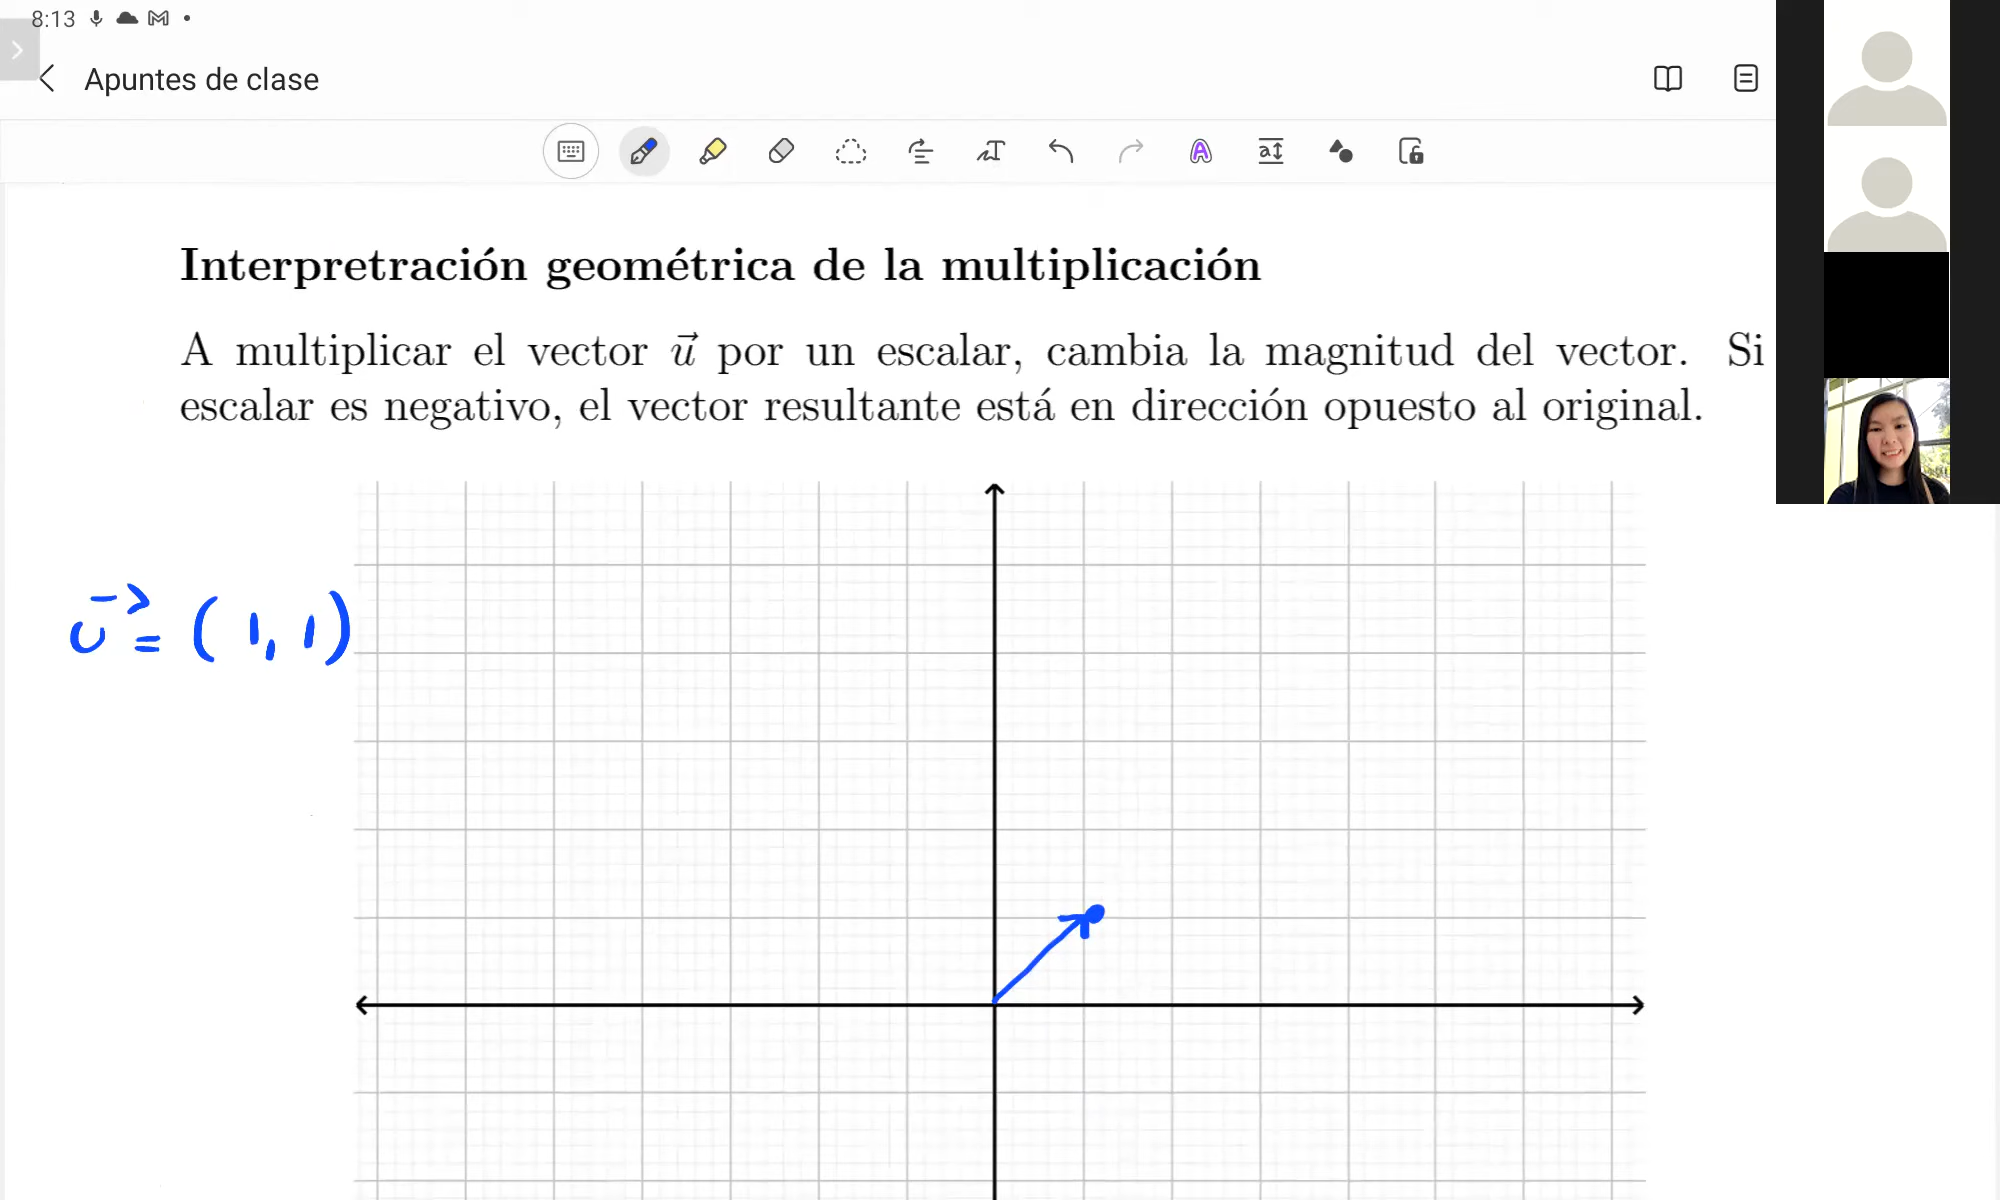 8:13
Apuntes de clase
Interpretración geométrica de la multiplicación
A multiplicar el vector u⃗ por un escalar, cambia la magnitud del vector. Si
escalar es negativo, el vector resultante está en dirección opuesto al original.
u⃗ = (1, 1)